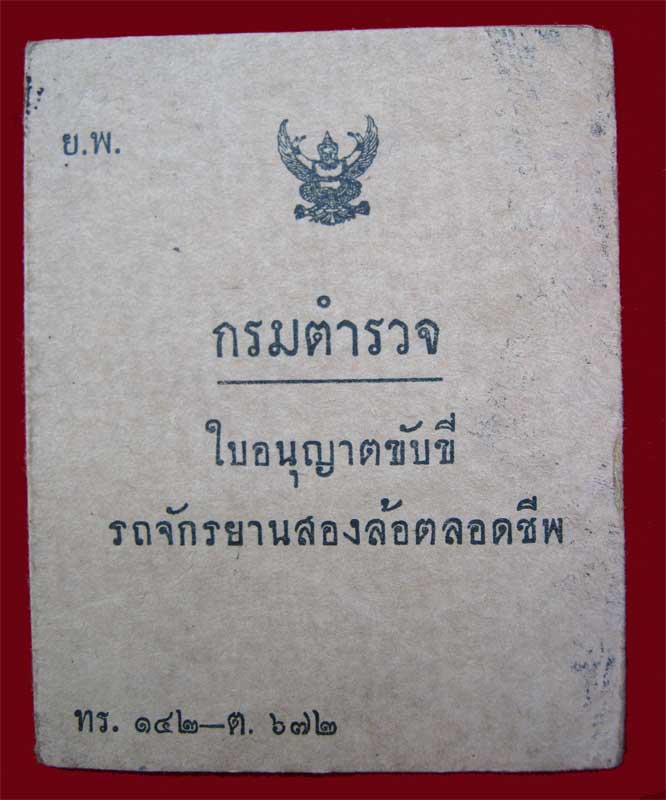 ย.พ.
กรมตำรวจ
ใบอนุญาตขับขี่
รถจักรยานสองล้อตลอดชีพ
ทร. ๑๔๒—ต. ๖๗๒